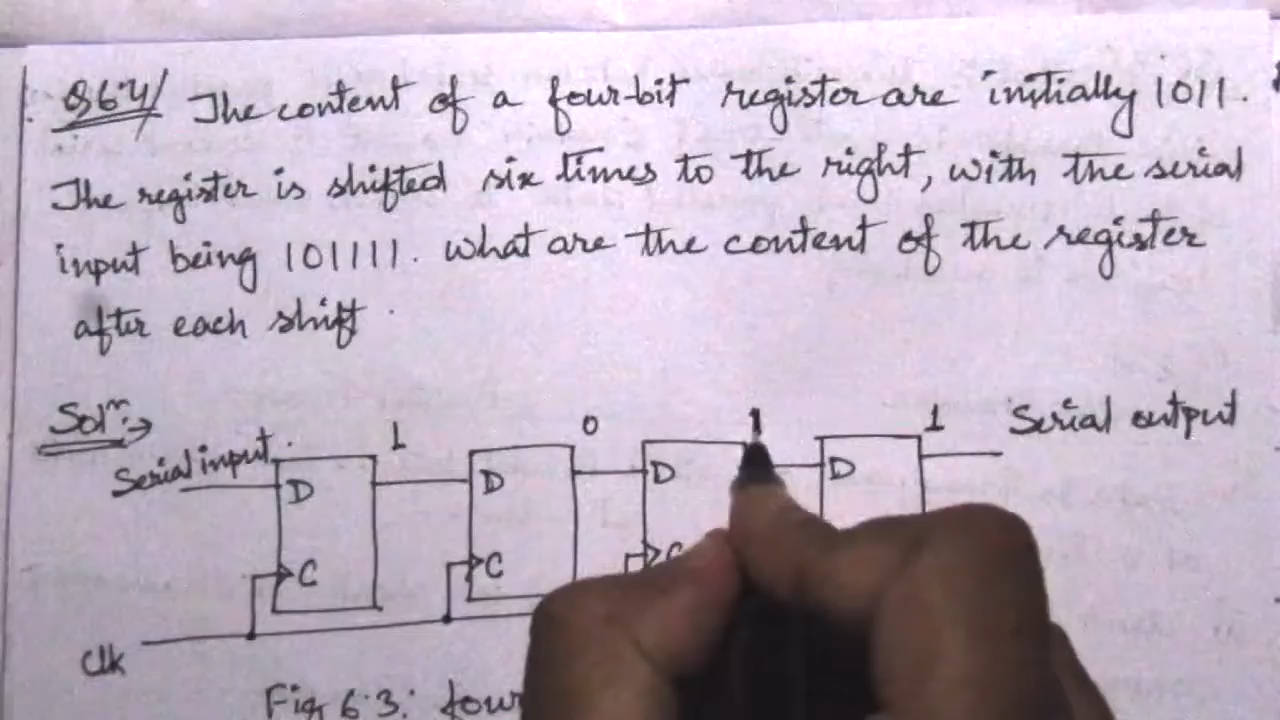 Q6.4/ The content of a four-bit register are initially 1011.
The register is shifted six times to the right, with the serial
input being 101111. what are the content of the register
after each shift.
Solⁿ:→
1 0 1 1 Serial output
Serial input.
D D D D
C C C
Clk
Fig 6.3: four